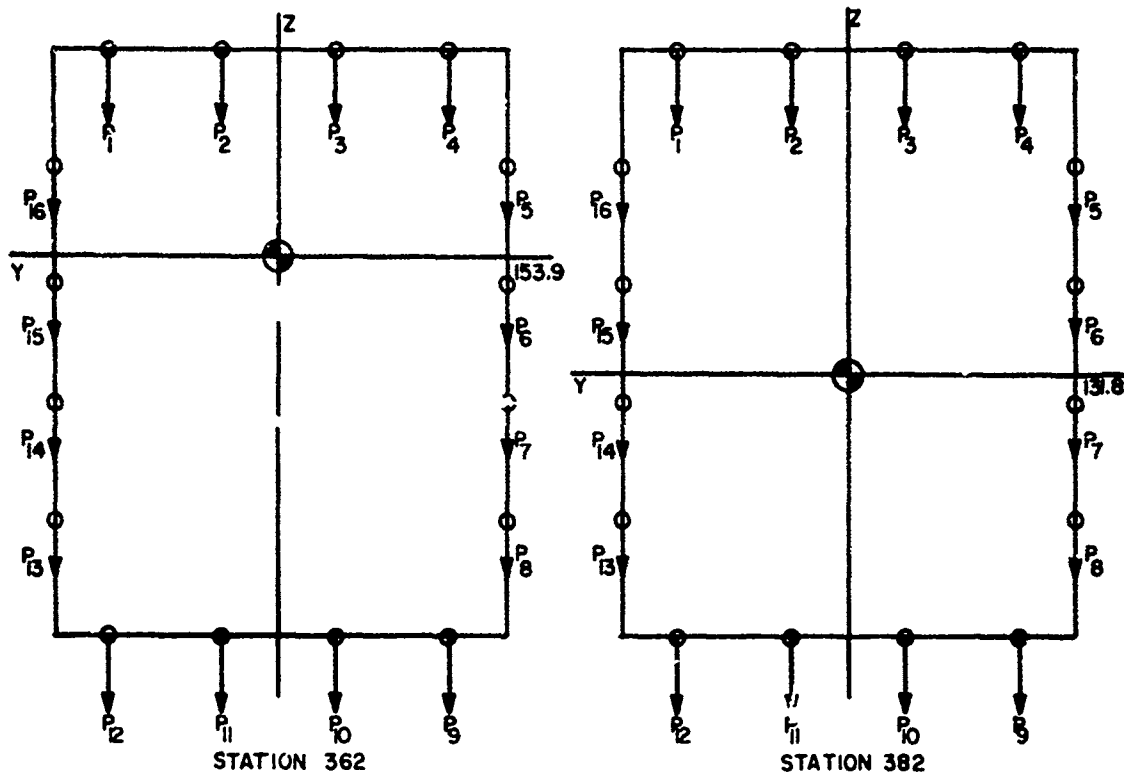 Z
P1 P2 P3 P4
P16 P5
Y 153.9
P15 P6
P14 P7
P13 P8
P12 P11 P10 P9
STATION 362
Z
P1 P2 P3 P4
P16 P5
P15 P6
Y 131.8
P14 P7
P13 P8
P12 P11 P10 P9
STATION 382